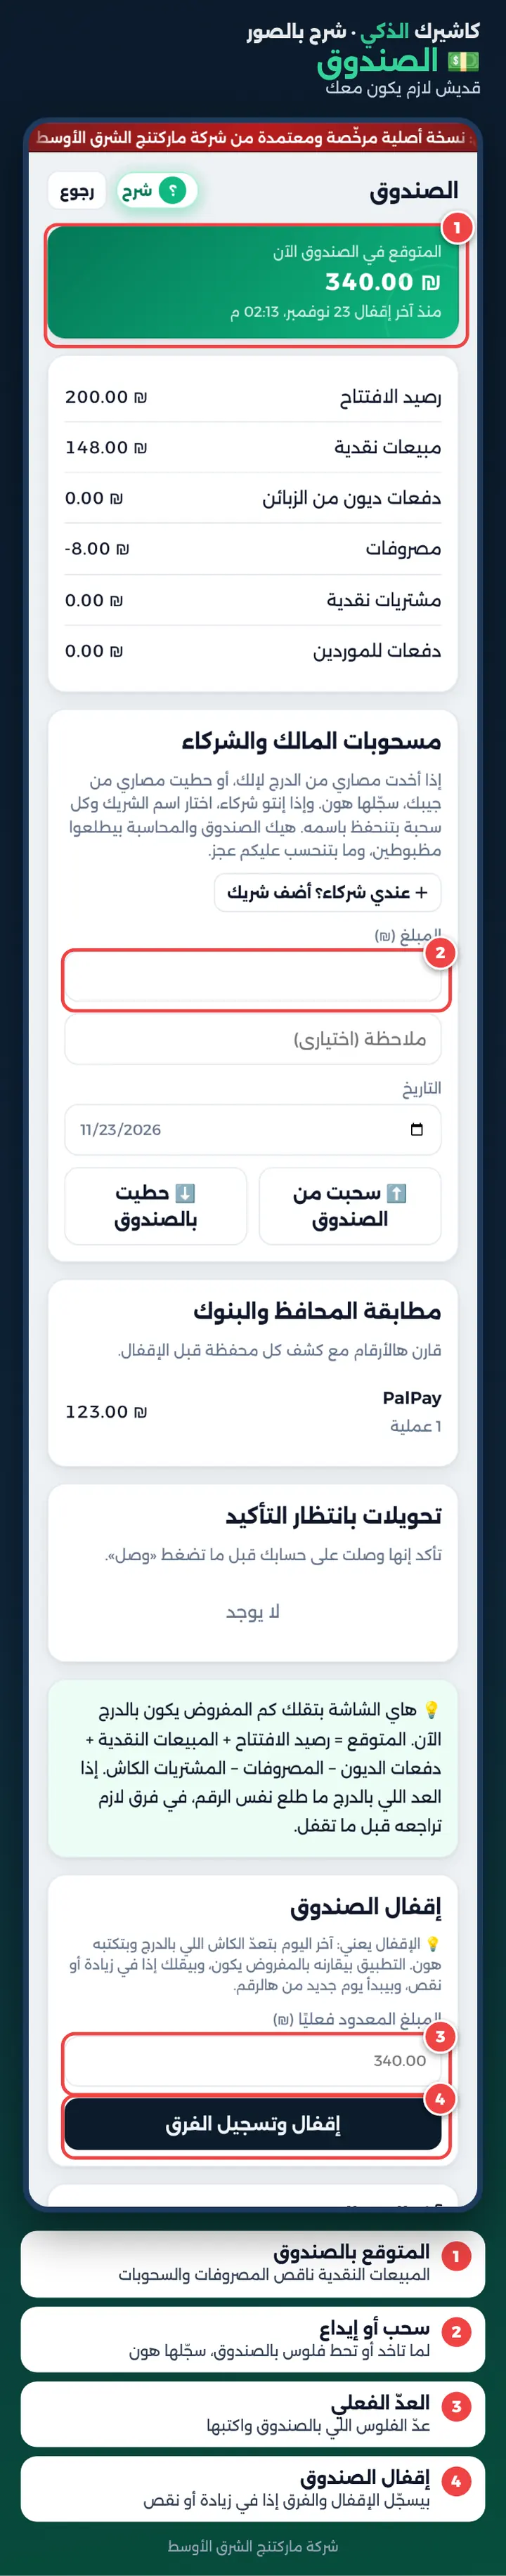 كاشيرك الذكي · شرح بالصور
💵 الصندوق
قديش لازم يكون معك
نسخة أصلية مرخّصة ومعتمدة من شركة ماركتنج الشرق الأوسط
الصندوق
؟ شرح
رجوع
1
المتوقع في الصندوق الآن
₪ 340.00
منذ آخر إقفال 23 نوفمبر، 02:13 م
رصيد الافتتاح ₪ 200.00
مبيعات نقدية ₪ 148.00
دفعات ديون من الزبائن ₪ 0.00
مصروفات ₪ -8.00
مشتريات نقدية ₪ 0.00
دفعات للموردين ₪ 0.00
مسحوبات المالك والشركاء
إذا أخدت مصاري من الدرج لإلك، أو حطيت مصاري من
جيبك، سجّلها هون. وإذا إنتو شركاء، اختار اسم الشريك وكل
سحبة بتنحفظ باسمه. هيك الصندوق والمحاسبة بيطلعوا
مظبوطين، وما بتنحسب عليكم عجز.
+ عندي شركاء؟ أضف شريك
المبلغ (₪)
2
ملاحظة (اختياري)
التاريخ
11/23/2026
⬆️ سحبت من
الصندوق
⬇️ حطيت
بالصندوق
مطابقة المحافظ والبنوك
قارن هالأرقام مع كشف كل محفظة قبل الإقفال.
PalPay
1 عملية
₪ 123.00
تحويلات بانتظار التأكيد
تأكد إنها وصلت على حسابك قبل ما تضغط «وصل».
لا يوجد
💡 هاي الشاشة بتقلك كم المفروض يكون بالدرج
الآن. المتوقع = رصيد الافتتاح + المبيعات النقدية +
دفعات الديون − المصروفات − المشتريات الكاش. إذا
العد اللي بالدرج ما طلع نفس الرقم، في فرق لازم
تراجعه قبل ما تقفل.
إقفال الصندوق
💡 الإقفال يعني: آخر اليوم بتعدّ الكاش اللي بالدرج وبتكتبه
هون. التطبيق بيقارنه بالمفروض يكون، وبيقلك إذا في زيادة أو
نقص، وبيبدأ يوم جديد من هالرقم.
المبلغ المعدود فعليًا (₪)
3
340.00
4
إقفال وتسجيل الفرق
1 المتوقع بالصندوق
المبيعات النقدية ناقص المصروفات والسحوبات
2 سحب أو إيداع
لما تاخد أو تحط فلوس بالصندوق، سجّلها هون
3 العدّ الفعلي
عدّ الفلوس اللي بالصندوق واكتبها
4 إقفال الصندوق
بيسجّل الإقفال والفرق إذا في زيادة أو نقص
شركة ماركتنج الشرق الأوسط